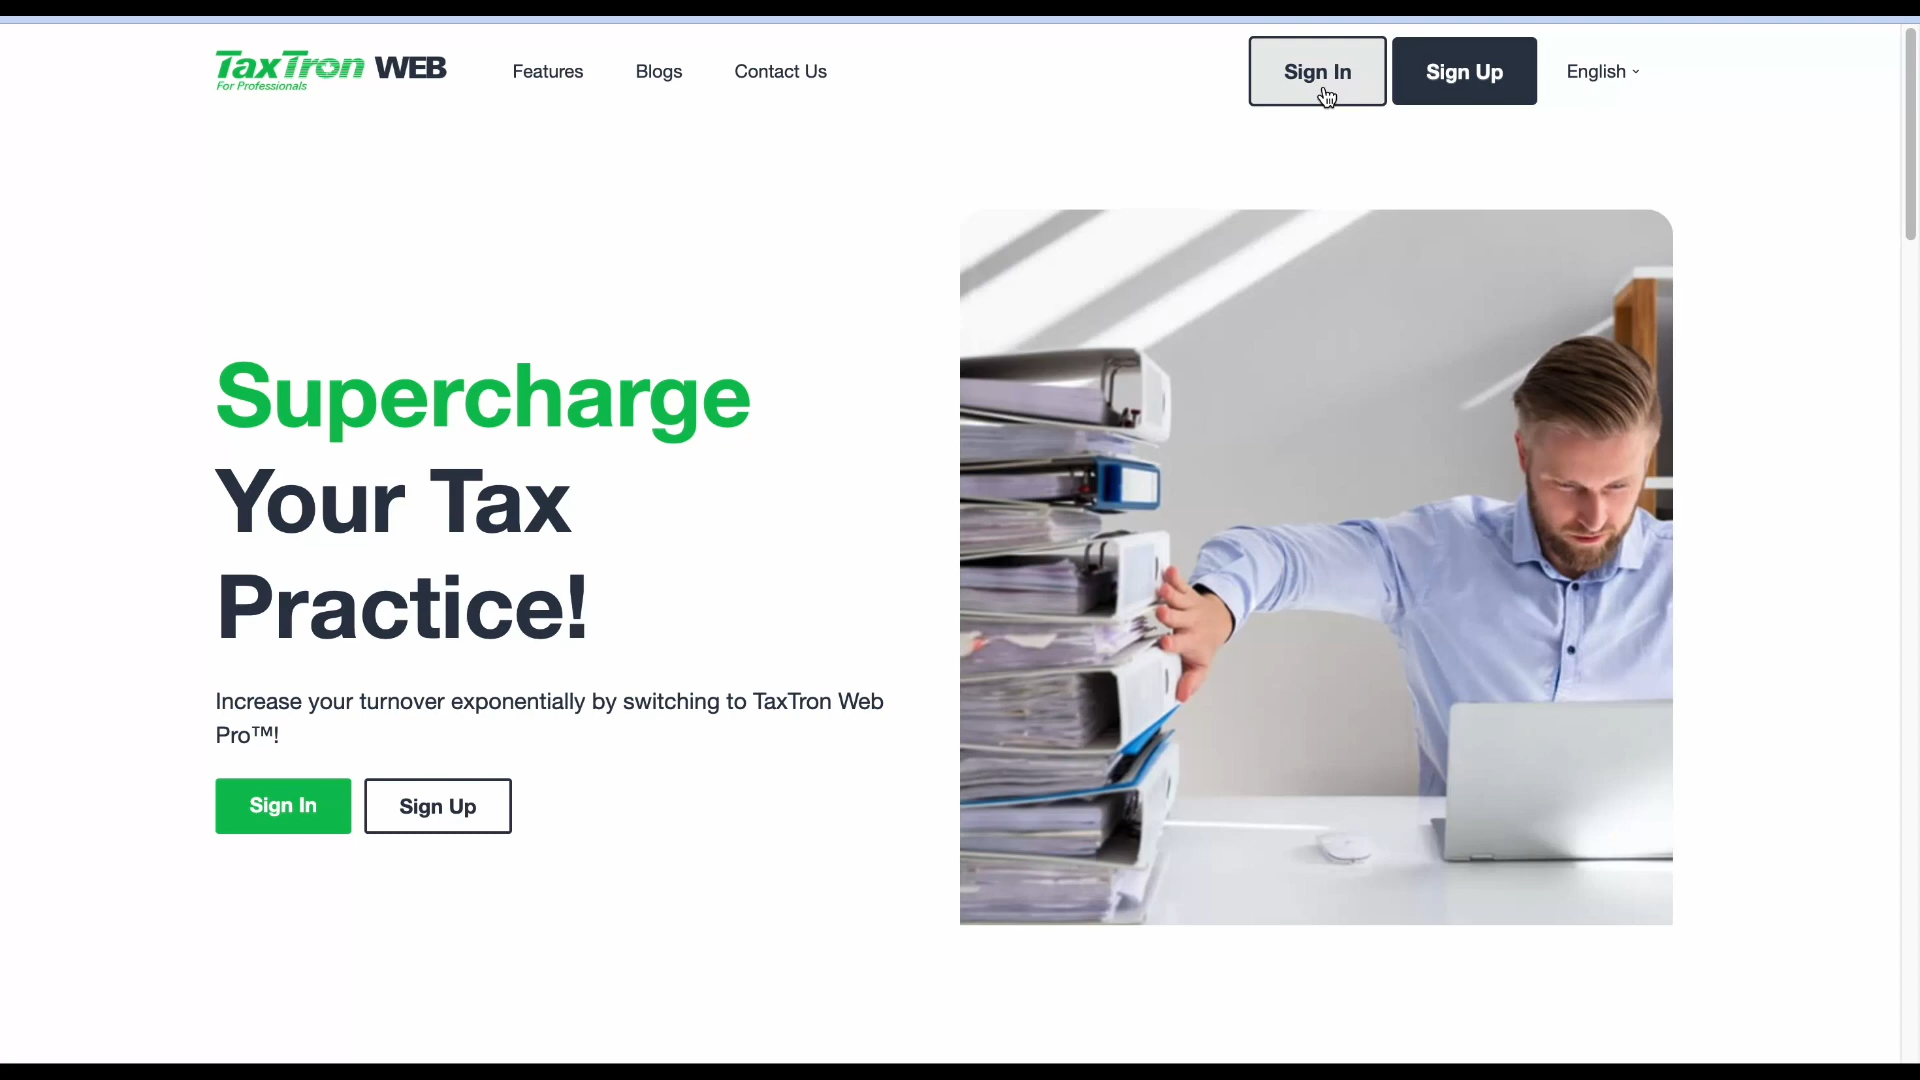 TaxTron WEB
For Professionals
Features
Blogs
Contact Us
Sign In
Sign Up
English
Supercharge
Your Tax
Practice!
Increase your turnover exponentially by switching to TaxTron Web
Pro™!
Sign In
Sign Up